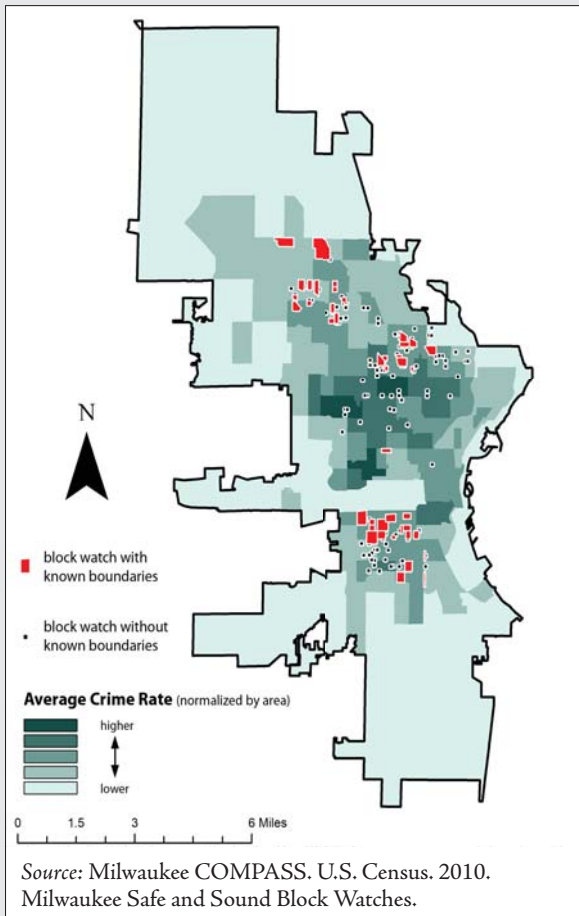 N
block watch with
known boundaries
block watch without
known boundaries
Average Crime Rate (normalized by area)
higher
lower
0 1.5 3 6 Miles
Source: Milwaukee COMPASS. U.S. Census. 2010.
Milwaukee Safe and Sound Block Watches.